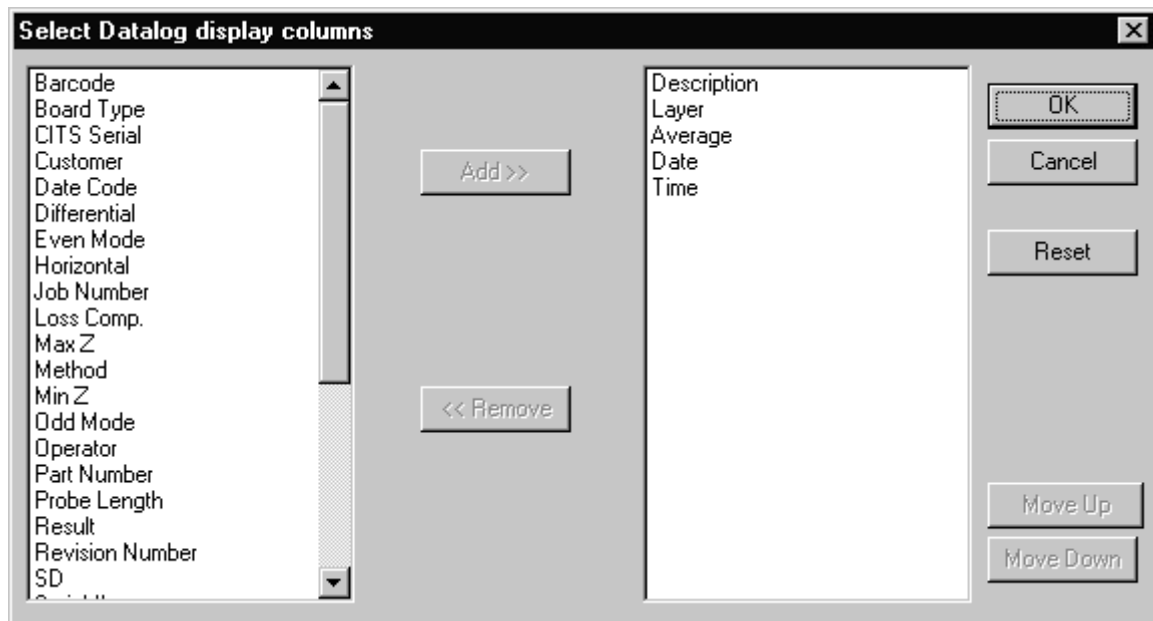 Select Datalog display columns
Barcode
Board Type
CITS Serial
Customer
Date Code
Differential
Even Mode
Horizontal
Job Number
Loss Comp.
Max Z
Method
Min Z
Odd Mode
Operator
Part Number
Probe Length
Result
Revision Number
SD
Add >>
<< Remove
Description
Layer
Average
Date
Time
OK
Cancel
Reset
Move Up
Move Down